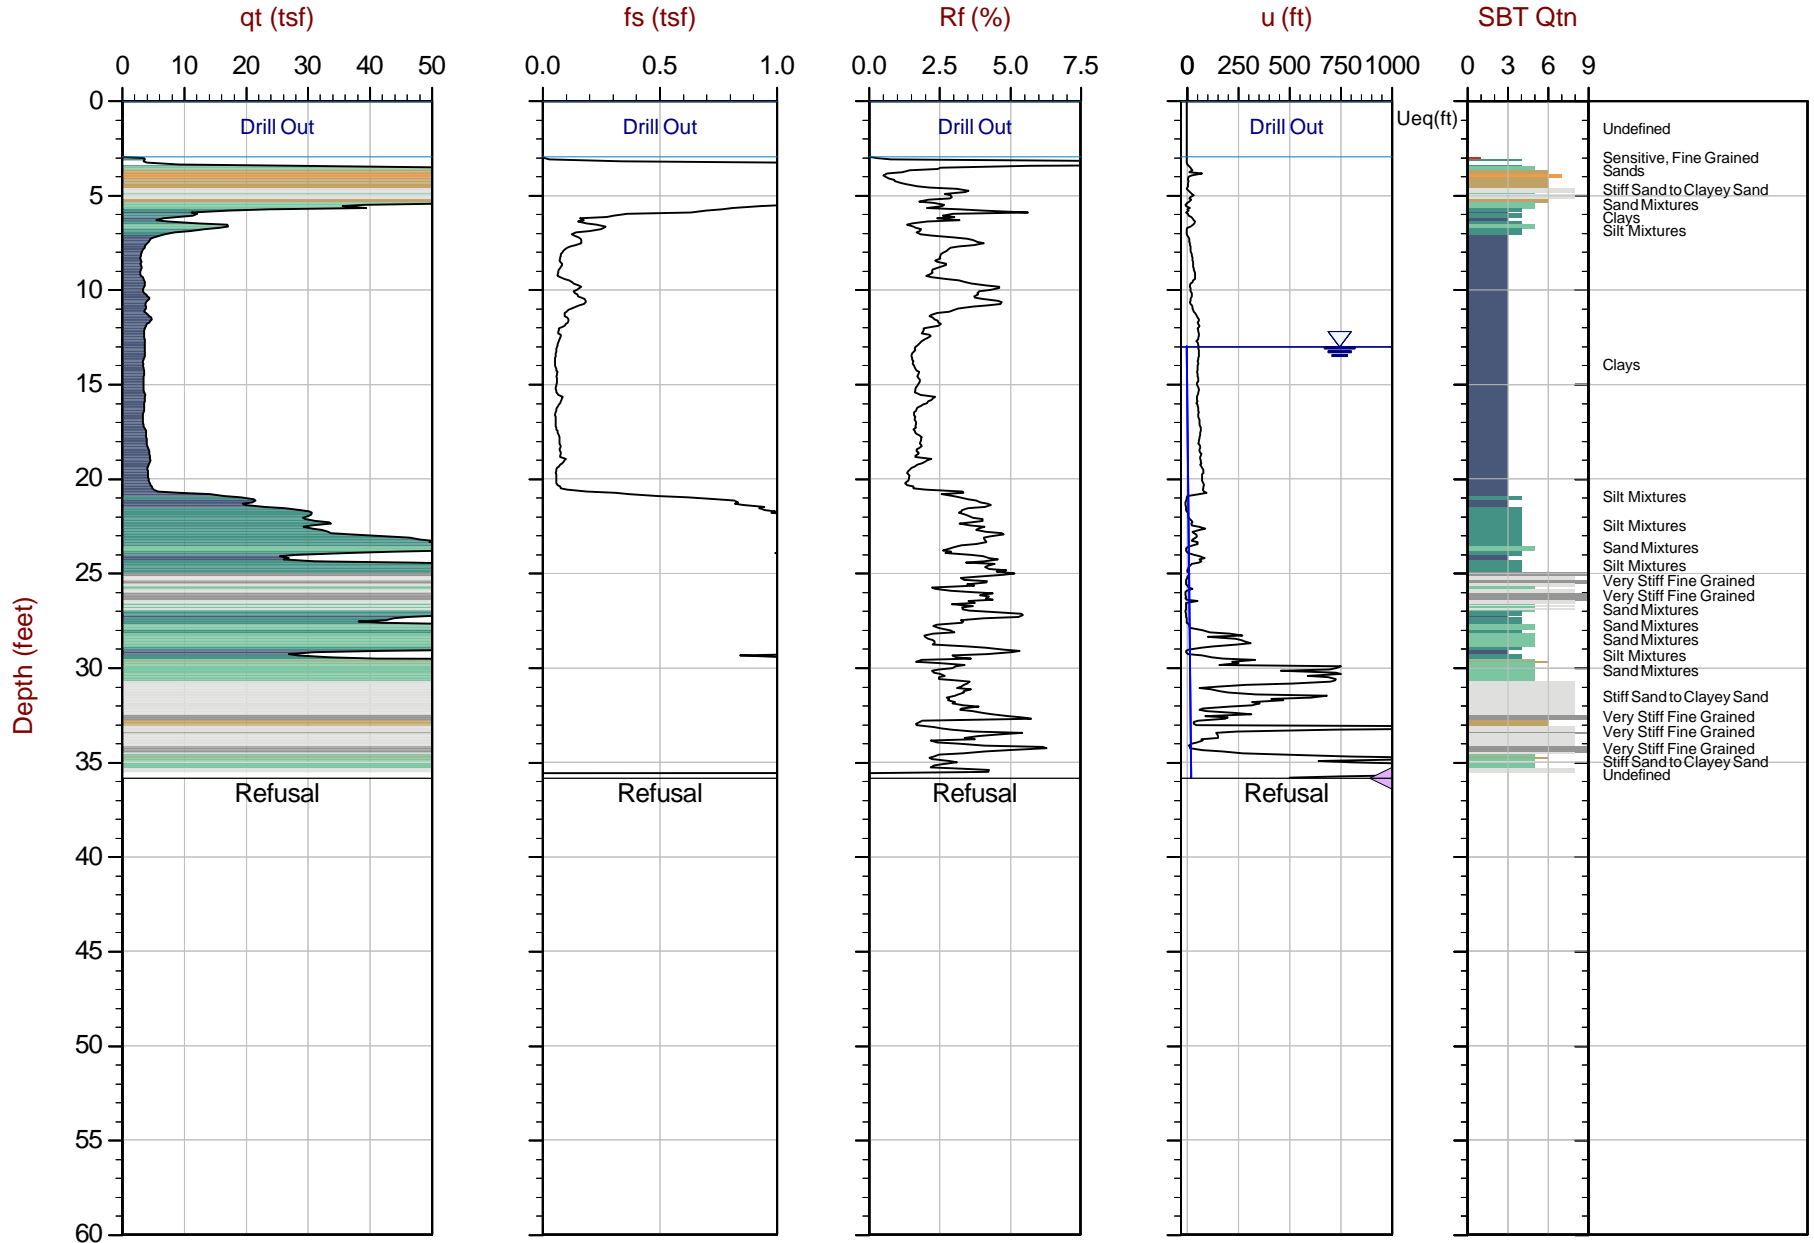 qt (tsf) fs (tsf) Rf (%) u (ft) SBT Qtn
0 10 20 30 40 50 0.0 0.5 1.0 0.0 2.5 5.0 7.5 0 250 500 750 1000 0 3 6 9
0
Drill Out Drill Out Drill Out Drill Out Ueq(ft)
Undefined
Sensitive, Fine Grained
Sands
Stiff Sand to Clayey Sand
5
Sand Mixtures
Clays
Silt Mixtures
10
Clays
15
20
Silt Mixtures
Silt Mixtures
Sand Mixtures
Silt Mixtures
25
Very Stiff Fine Grained
Very Stiff Fine Grained
Sand Mixtures
Sand Mixtures
Sand Mixtures
Silt Mixtures
30
Sand Mixtures
Stiff Sand to Clayey Sand
Very Stiff Fine Grained
Very Stiff Fine Grained
Very Stiff Fine Grained
35
Stiff Sand to Clayey Sand
Undefined
Refusal Refusal Refusal Refusal
40
45
50
55
60
Depth (feet)